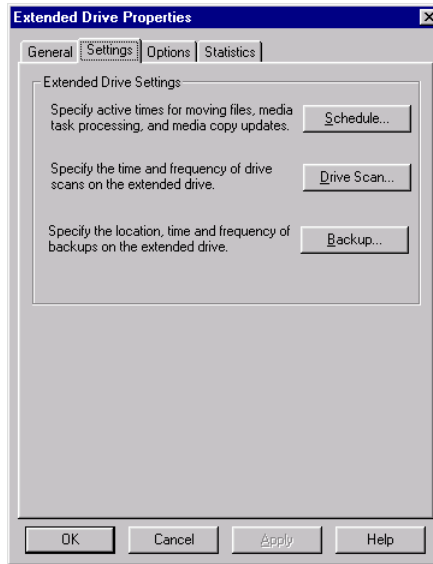 Extended Drive Properties
General Settings Options Statistics
Extended Drive Settings
Specify active times for moving files, media
task processing, and media copy updates.
Schedule...
Specify the time and frequency of drive
scans on the extended drive.
Drive Scan...
Specify the location, time and frequency of
backups on the extended drive.
Backup...
OK Cancel Apply Help